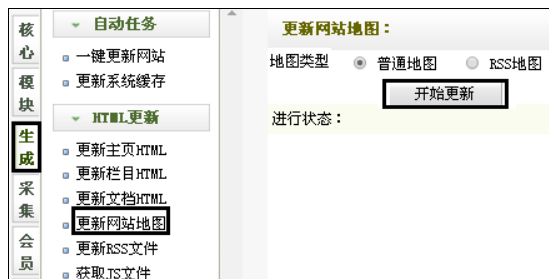 核心
模块
生成
采集
会员
自动任务
一键更新网站
更新系统缓存
HTML更新
更新主页HTML
更新栏目HTML
更新文档HTML
更新网站地图
更新RSS文件
获取JS文件
更新网站地图：
地图类型 普通地图 RSS地图
开始更新
进行状态：